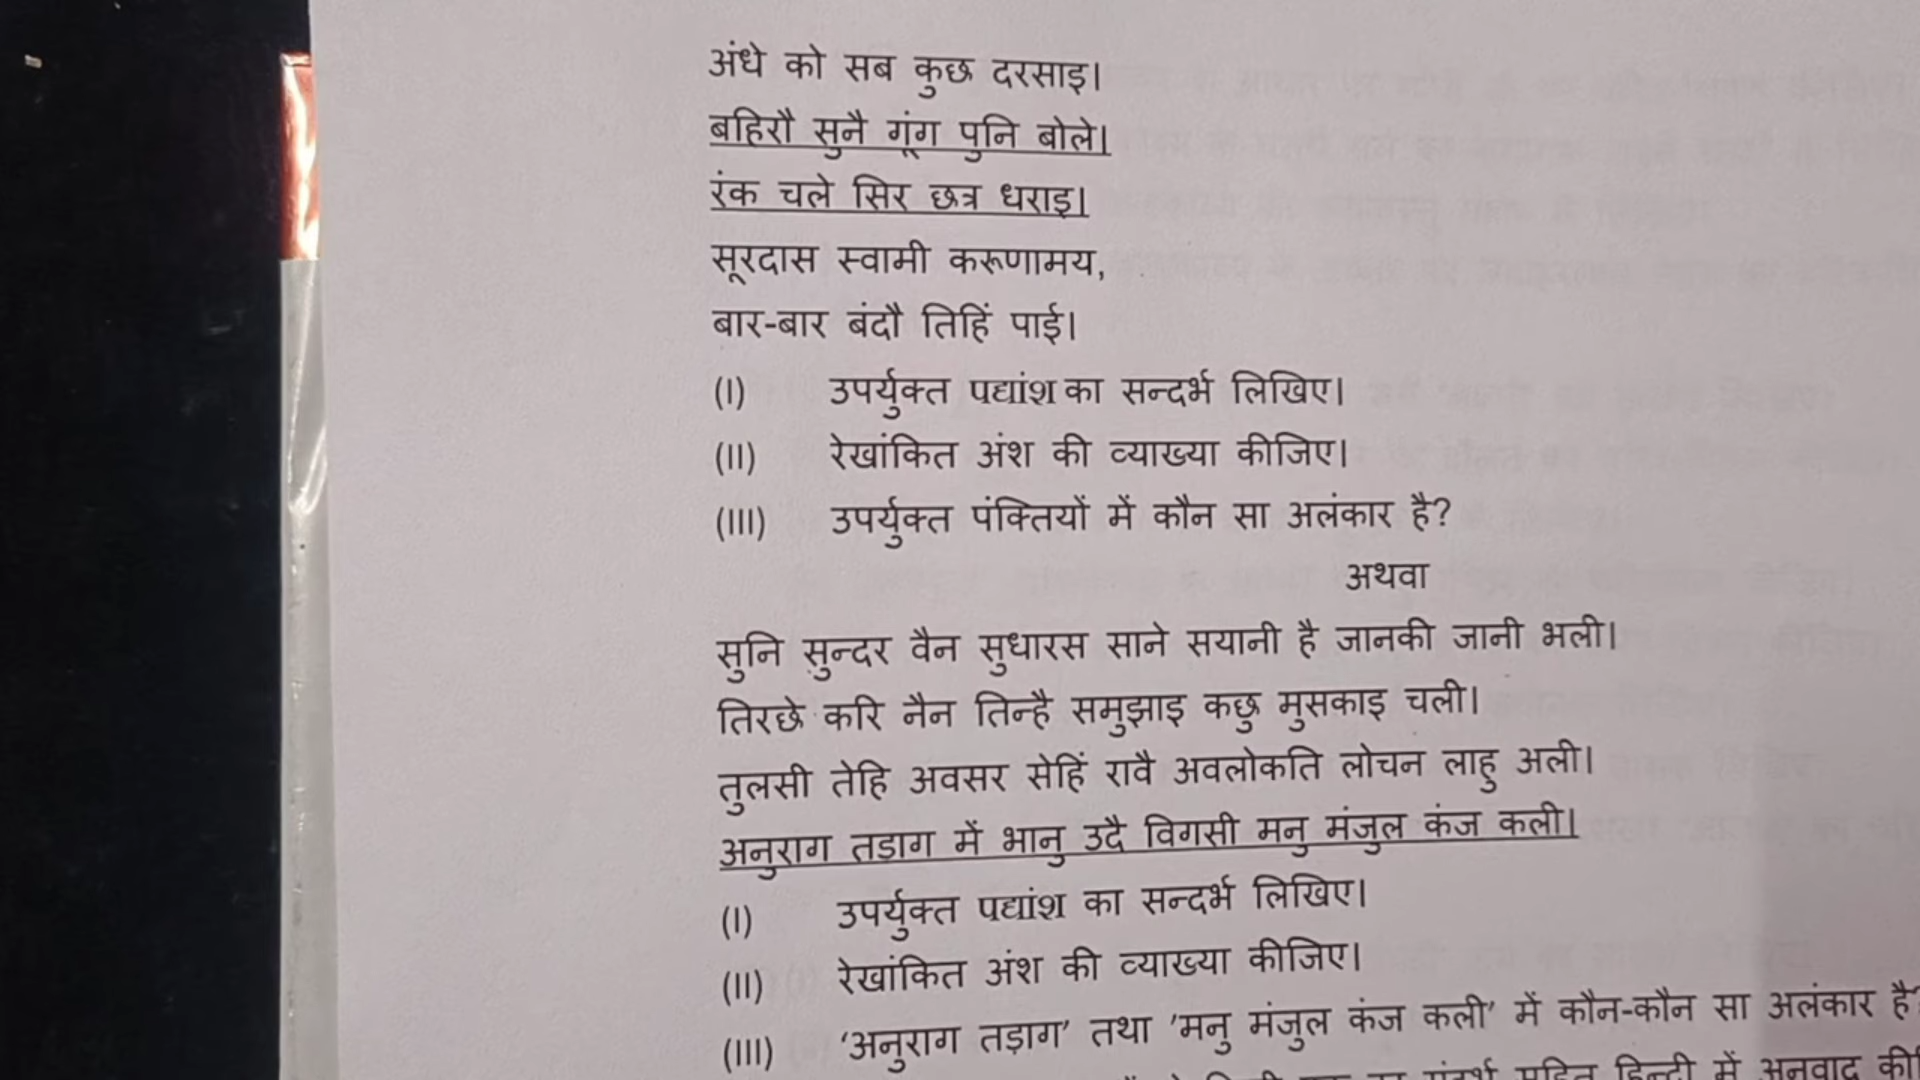 अंधे को सब कुछ दरसाइ।
बहिरौ सुनै गूंग पुनि बोले।
रंक चले सिर छत्र धराइ।
सूरदास स्वामी करूणामय,
बार-बार बंदौ तिहिं पाई।
(I) उपर्युक्त पद्यांश का सन्दर्भ लिखिए।
(II) रेखांकित अंश की व्याख्या कीजिए।
(III) उपर्युक्त पंक्तियों में कौन सा अलंकार है?
अथवा
सुनि सुन्दर वैन सुधारस साने सयानी है जानकी जानी भली।
तिरछे करि नैन तिन्है समुझाइ कछु मुसकाइ चली।
तुलसी तेहि अवसर सेहिं रावै अवलोकति लोचन लाहु अली।
अनुराग तड़ाग में भानु उदै विगसी मनु मंजुल कंज कली।
(I) उपर्युक्त पद्यांश का सन्दर्भ लिखिए।
(II) रेखांकित अंश की व्याख्या कीजिए।
(III) 'अनुराग तड़ाग' तथा 'मनु मंजुल कंज कली' में कौन-कौन सा अलंकार है?
सहित हिन्दी में अनुवाद